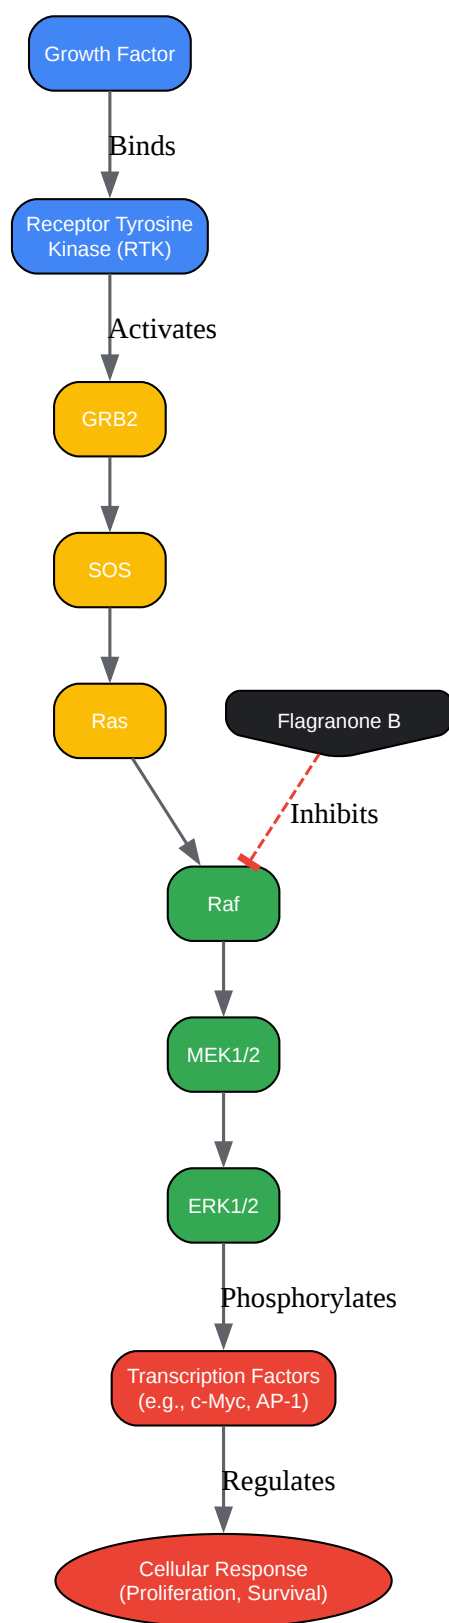 Growth Factor
Binds
Receptor Tyrosine
Kinase (RTK)
Activates
GRB2
SOS
Ras
Flagranone B
Inhibits
Raf
MEK1/2
ERK1/2
Phosphorylates
Transcription Factors
(e.g., c-Myc, AP-1)
Regulates
Cellular Response
(Proliferation, Survival)